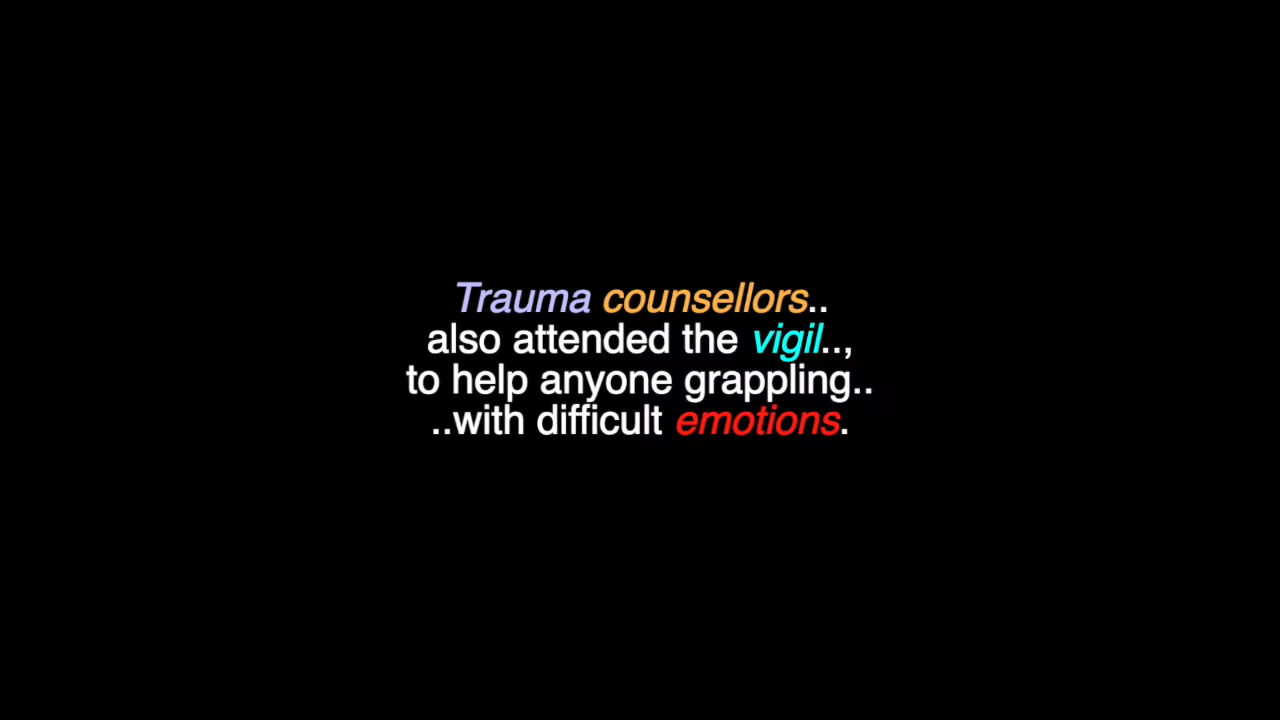 Trauma counsellors..
also attended the vigil..,
to help anyone grappling..
..with difficult emotions.